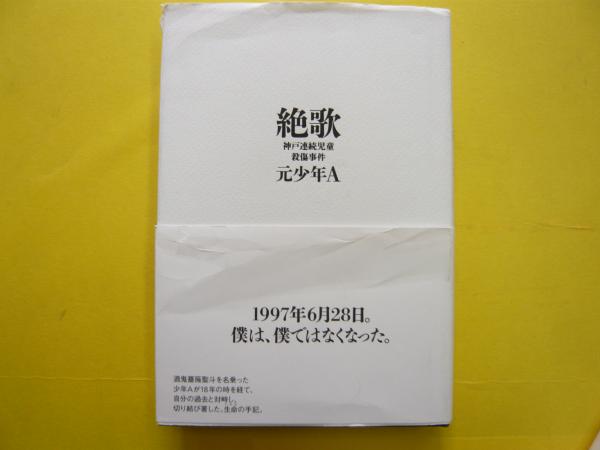 絶歌
神戸連続児童
殺傷事件
元少年A
1997年6月28日。
僕は、僕ではなくなった。
酒鬼薔薇聖斗を名乗った
少年Aが18年の時を経て、
自分の過去と対峙し、
切り結び著した、生命の手記。